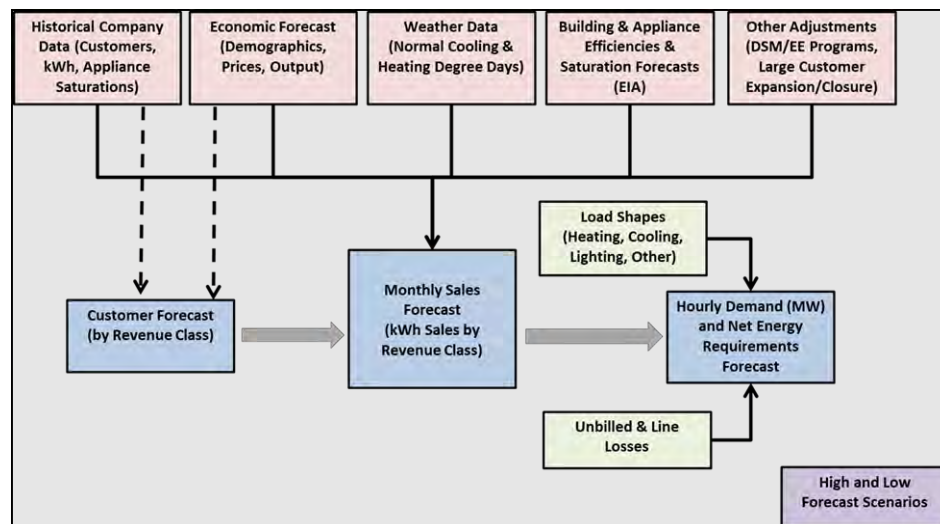 Historical Company
Data (Customers,
kWh, Appliance
Saturations)
Economic Forecast
(Demographics,
Prices, Output)
Weather Data
(Normal Cooling &
Heating Degree Days)
Building & Appliance
Efficiencies &
Saturation Forecasts
(EIA)
Other Adjustments
(DSM/EE Programs,
Large Customer
Expansion/Closure)
Load Shapes
(Heating, Cooling,
Lighting, Other)
Customer Forecast
(by Revenue Class)
Monthly Sales
Forecast
(kWh Sales by
Revenue Class)
Hourly Demand (MW)
and Net Energy
Requirements
Forecast
Unbilled & Line
Losses
High and Low
Forecast Scenarios